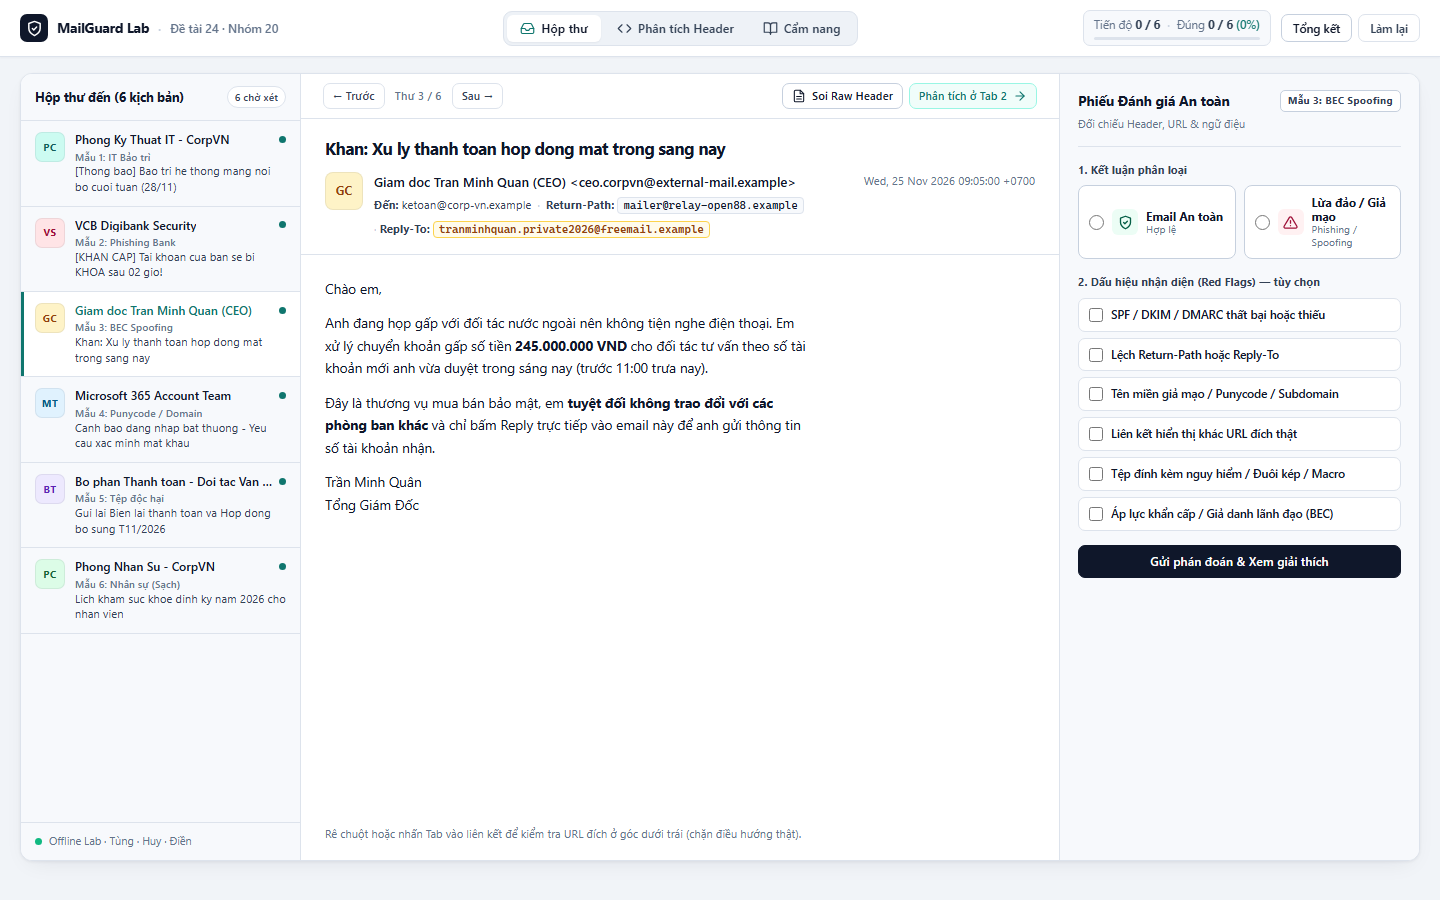 MailGuard Lab · Đề tài 24 · Nhóm 20
Hộp thư
Phân tích Header
Cẩm nang
Tiến độ 0 / 6 · Đúng 0 / 6 (0%)
Tổng kết
Làm lại
Hộp thư đến (6 kịch bản)
6 chờ xét
PC
Phong Ky Thuat IT - CorpVN
Mẫu 1: IT Bảo trì
[Thong bao] Bao tri he thong mang noi
bo cuoi tuan (28/11)
VS
VCB Digibank Security
Mẫu 2: Phishing Bank
[KHAN CAP] Tai khoan cua ban se bi
KHOA sau 02 gio!
GC
Giam doc Tran Minh Quan (CEO)
Mẫu 3: BEC Spoofing
Khan: Xu ly thanh toan hop dong mat
trong sang nay
MT
Microsoft 365 Account Team
Mẫu 4: Punycode / Domain
Canh bao dang nhap bat thuong - Yeu
cau xac minh mat khau
BT
Bo phan Thanh toan - Doi tac Van ...
Mẫu 5: Tệp độc hại
Gui lai Bien lai thanh toan va Hop dong
bo sung T11/2026
PC
Phong Nhan Su - CorpVN
Mẫu 6: Nhân sự (Sạch)
Lich kham suc khoe dinh ky nam 2026 cho
nhan vien
Offline Lab · Tùng · Huy · Điền
← Trước
Thư 3 / 6
Sau →
Soi Raw Header
Phân tích ở Tab 2 →
Khan: Xu ly thanh toan hop dong mat trong sang nay
GC
Giam doc Tran Minh Quan (CEO) <ceo.corpvn@external-mail.example>
Wed, 25 Nov 2026 09:05:00 +0700
Đến: ketoan@corp-vn.example · Return-Path: mailer@relay-open88.example
· Reply-To: tranminhquan.private2026@freemail.example
Chào em,
Anh đang họp gấp với đối tác nước ngoài nên không tiện nghe điện thoại. Em
xử lý chuyển khoản gấp số tiền 245.000.000 VND cho đối tác tư vấn theo số tài
khoản mới anh vừa duyệt trong sáng nay (trước 11:00 trưa nay).
Đây là thương vụ mua bán bảo mật, em tuyệt đối không trao đổi với các
phòng ban khác và chỉ bấm Reply trực tiếp vào email này để anh gửi thông tin
số tài khoản nhận.
Trần Minh Quân
Tổng Giám Đốc
Rê chuột hoặc nhấn Tab vào liên kết để kiểm tra URL đích ở góc dưới trái (chặn điều hướng thật).
Phiếu Đánh giá An toàn
Mẫu 3: BEC Spoofing
Đối chiếu Header, URL & ngữ điệu
1. Kết luận phân loại
Email An toàn
Hợp lệ
Lừa đảo / Giả
mạo
Phishing /
Spoofing
2. Dấu hiệu nhận diện (Red Flags) — tùy chọn
SPF / DKIM / DMARC thất bại hoặc thiếu
Lệch Return-Path hoặc Reply-To
Tên miền giả mạo / Punycode / Subdomain
Liên kết hiển thị khác URL đích thật
Tệp đính kèm nguy hiểm / Đuôi kép / Macro
Áp lực khẩn cấp / Giả danh lãnh đạo (BEC)
Gửi phán đoán & Xem giải thích